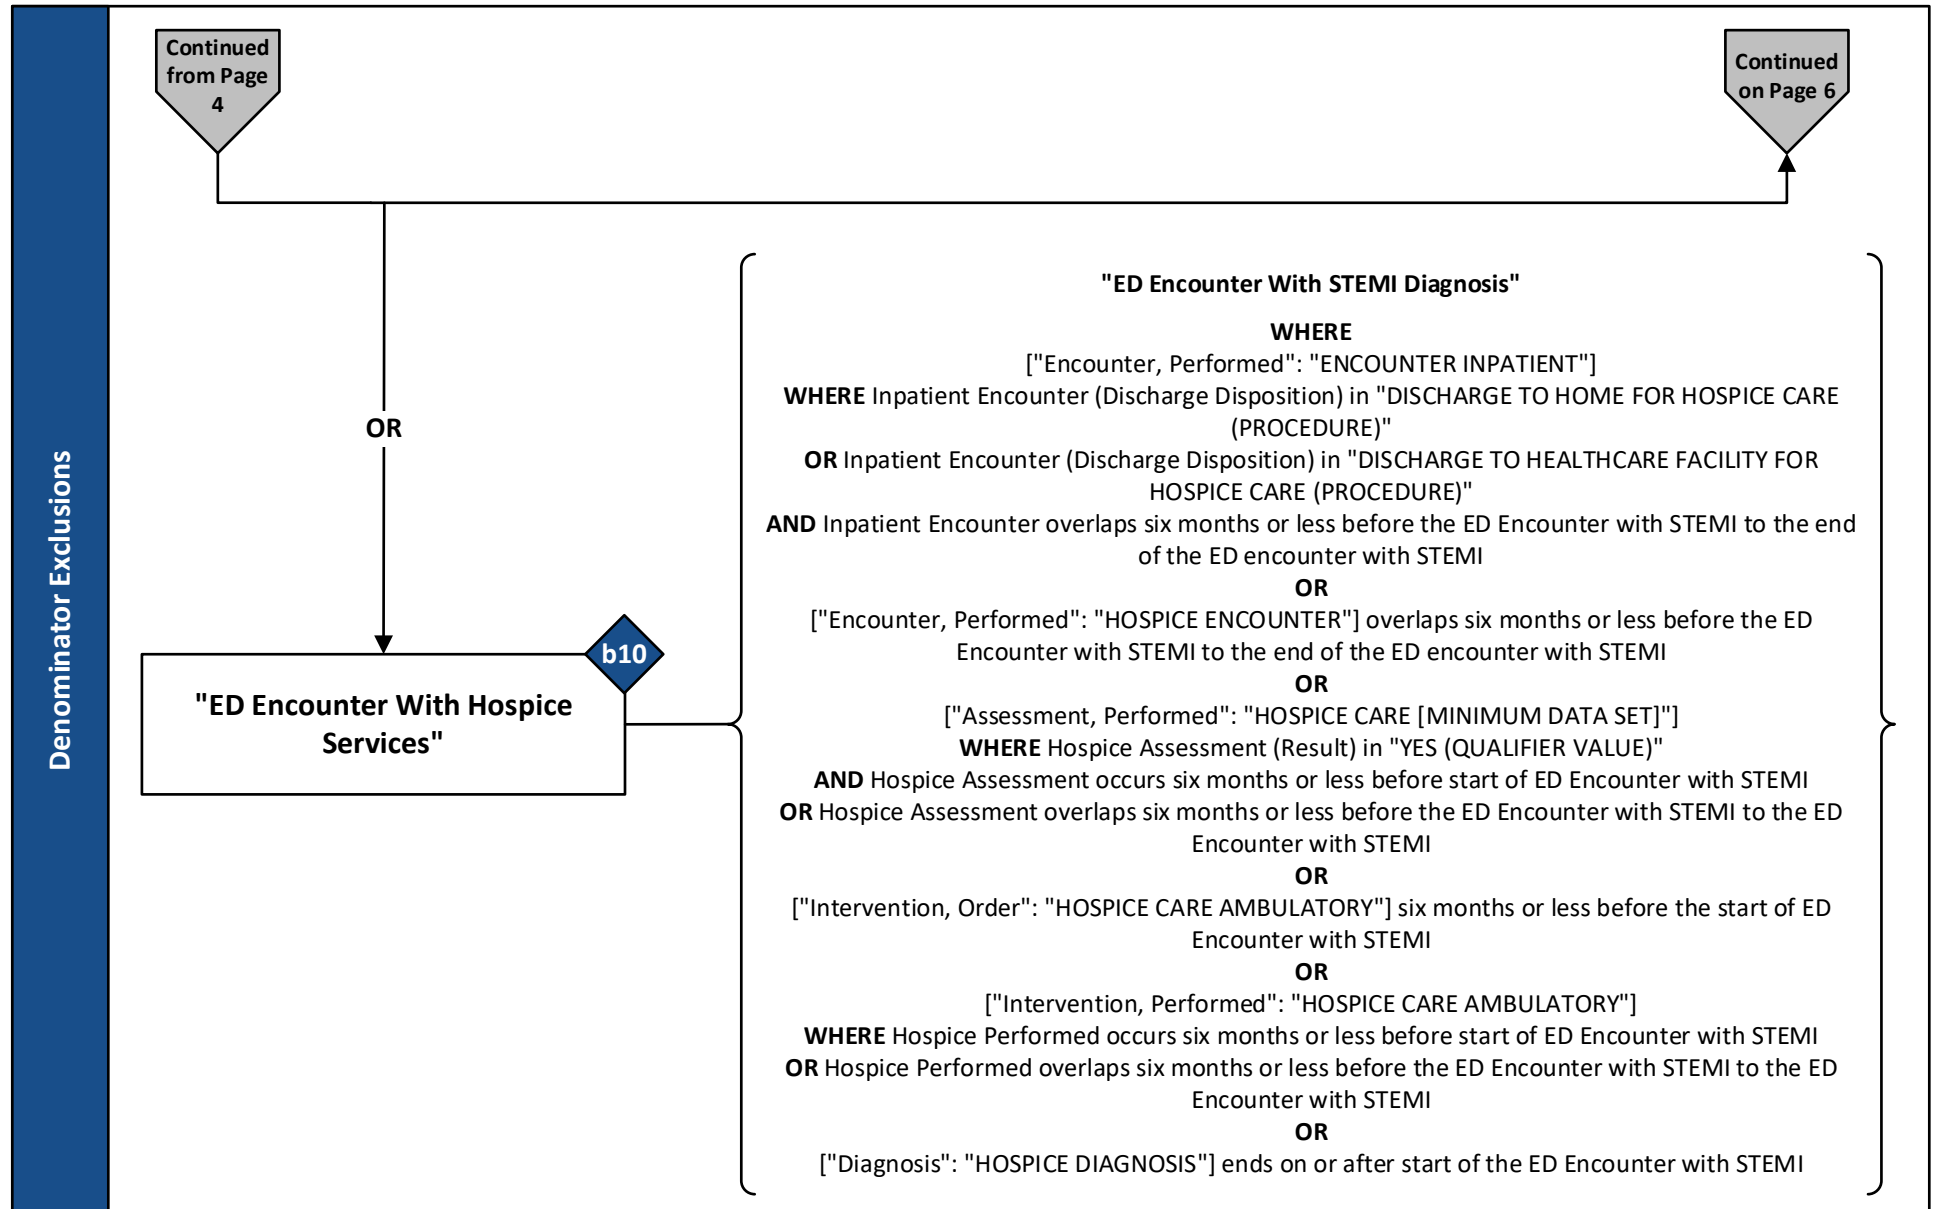 Denominator Exclusions
Continued
from Page
4
Continued
on Page 6
OR
b10
"ED Encounter With Hospice
Services"
"ED Encounter With STEMI Diagnosis"
WHERE
["Encounter, Performed": "ENCOUNTER INPATIENT"]
WHERE Inpatient Encounter (Discharge Disposition) in "DISCHARGE TO HOME FOR HOSPICE CARE
(PROCEDURE)"
OR Inpatient Encounter (Discharge Disposition) in "DISCHARGE TO HEALTHCARE FACILITY FOR
HOSPICE CARE (PROCEDURE)"
AND Inpatient Encounter overlaps six months or less before the ED Encounter with STEMI to the end
of the ED encounter with STEMI
OR
["Encounter, Performed": "HOSPICE ENCOUNTER"] overlaps six months or less before the ED
Encounter with STEMI to the end of the ED encounter with STEMI
OR
["Assessment, Performed": "HOSPICE CARE [MINIMUM DATA SET]"]
WHERE Hospice Assessment (Result) in "YES (QUALIFIER VALUE)"
AND Hospice Assessment occurs six months or less before start of ED Encounter with STEMI
OR Hospice Assessment overlaps six months or less before the ED Encounter with STEMI to the ED
Encounter with STEMI
OR
["Intervention, Order": "HOSPICE CARE AMBULATORY"] six months or less before the start of ED
Encounter with STEMI
OR
["Intervention, Performed": "HOSPICE CARE AMBULATORY"]
WHERE Hospice Performed occurs six months or less before start of ED Encounter with STEMI
OR Hospice Performed overlaps six months or less before the ED Encounter with STEMI to the ED
Encounter with STEMI
OR
["Diagnosis": "HOSPICE DIAGNOSIS"] ends on or after start of the ED Encounter with STEMI